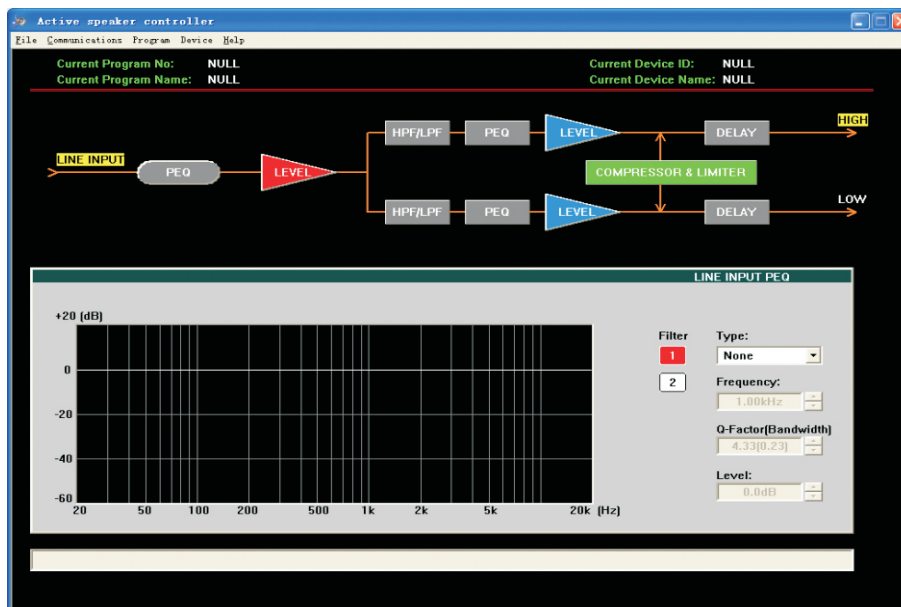 Active speaker controller
File Communications Program Device Help
Current Program No: NULL
Current Program Name: NULL
Current Device ID: NULL
Current Device Name: NULL
HIGH
HPF/LPF PEQ LEVEL DELAY
LINE INPUT
PEQ LEVEL COMPRESSOR & LIMITER
LOW
HPF/LPF PEQ LEVEL DELAY
LINE INPUT PEQ
+20 (dB)
0
-20
-40
-60
20 50 100 200 500 1k 2k 5k 20k (Hz)
Filter
1
2
Type:
None
Frequency:
1.00kHz
Q-Factor(Bandwidth)
4.33(0.23)
Level:
0.0dB